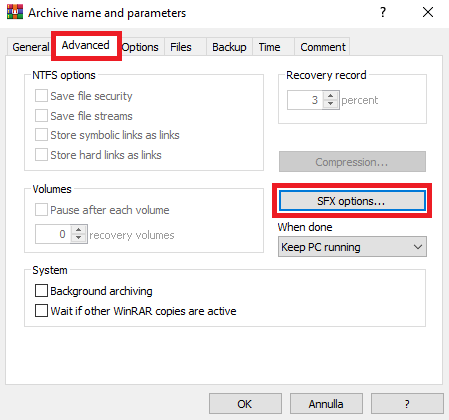 Archive name and parameters
General Advanced Options Files Backup Time Comment
NTFS options
Save file security
Save file streams
Store symbolic links as links
Store hard links as links
Recovery record
3 percent
Compression...
Volumes
Pause after each volume
0 recovery volumes
SFX options...
When done
Keep PC running
System
Background archiving
Wait if other WinRAR copies are active
OK Annulla ?